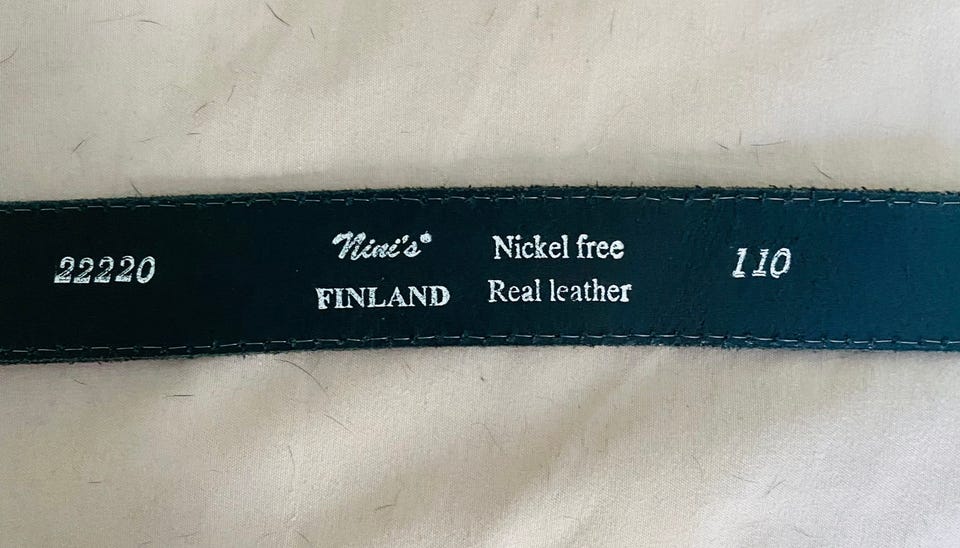 22220
Nini's®
FINLAND
Nickel free
Real leather
110